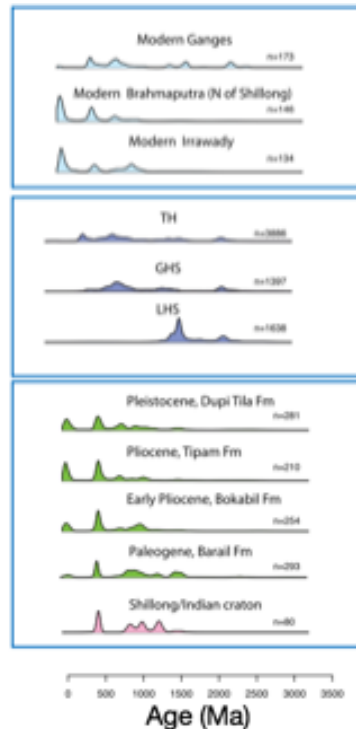 Modern Ganges
n=173
Modern Brahmaputra (N of Shillong)
n=146
Modern Irrawady
n=134
TH
n=3886
GHS
n=1397
LHS
n=1638
Pleistocene, Dupi Tila Fm
n=281
Pliocene, Tipam Fm
n=210
Early Pliocene, Bokabil Fm
n=254
Paleogene, Barail Fm
n=293
Shillong/Indian craton
n=80
0 500 1000 1500 2000 2500 3000 3500
Age (Ma)